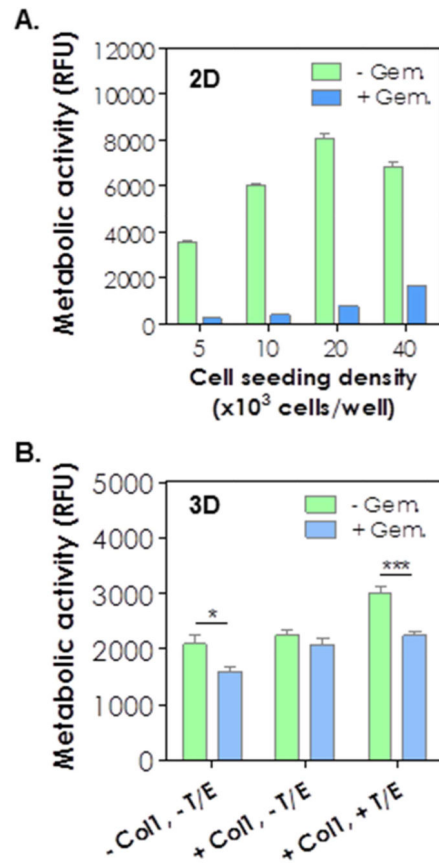 A.
Metabolic activity (RFU)
12000
10000
8000
6000
4000
2000
0
2D
- Gem.
+ Gem.
5 10 20 40
Cell seeding density
(x10³ cells/well)
B.
Metabolic activity (RFU)
5000
4000
3000
2000
1000
0
3D
- Gem.
+ Gem.
*
***
- Col1, - T/E
+ Col1, - T/E
+ Col1, + T/E